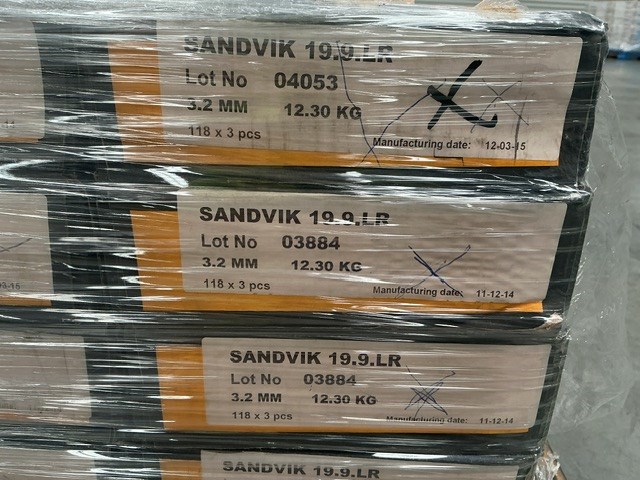 SANDVIK 19.9.LR
Lot No 04053
3.2 MM 12.30 KG
118 x 3 pcs
Manufacturing date: 12-03-15
SANDVIK 19.9.LR
Lot No 03884
3.2 MM 12.30 KG
118 x 3 pcs
Manufacturing date: 11-12-14
SANDVIK 19.9.LR
Lot No 03884
3.2 MM 12.30 KG
118 x 3 pcs
Manufacturing date: 11-12-14
SANDVIK 19.9.LR